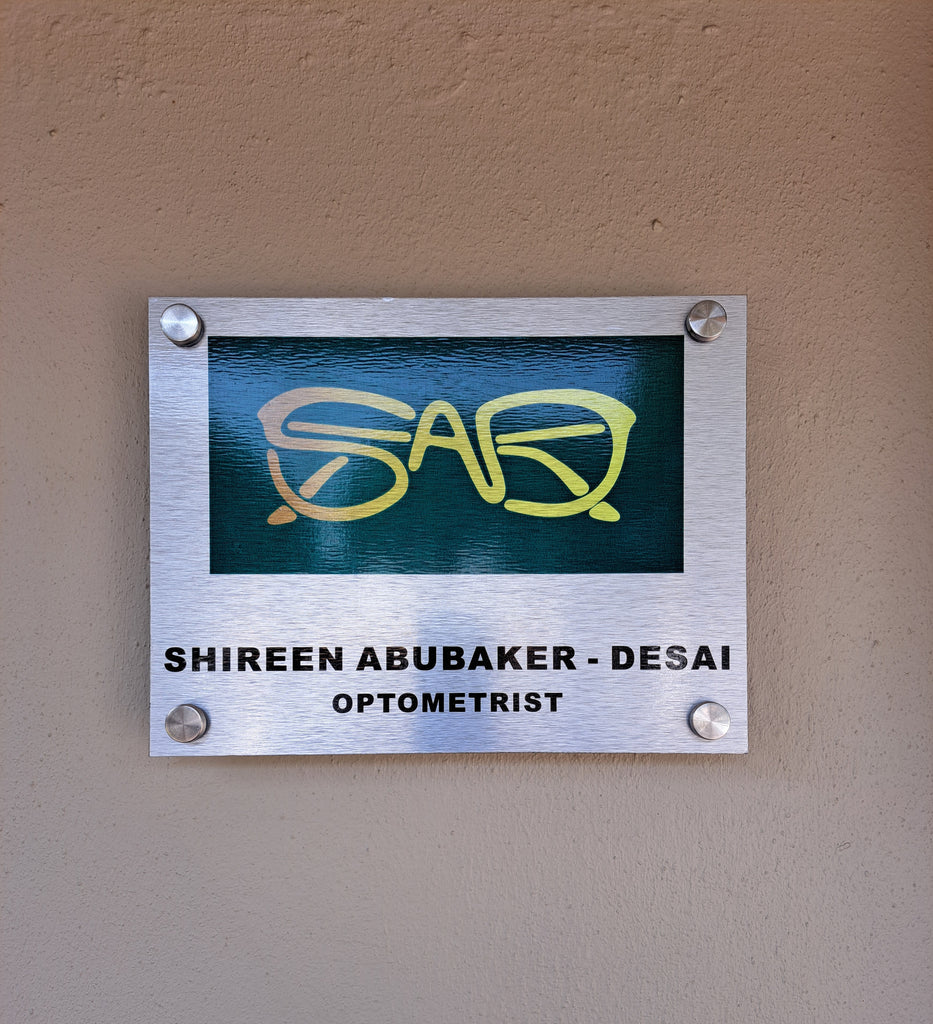 SAD
SHIREEN ABUBAKER - DESAI
OPTOMETRIST